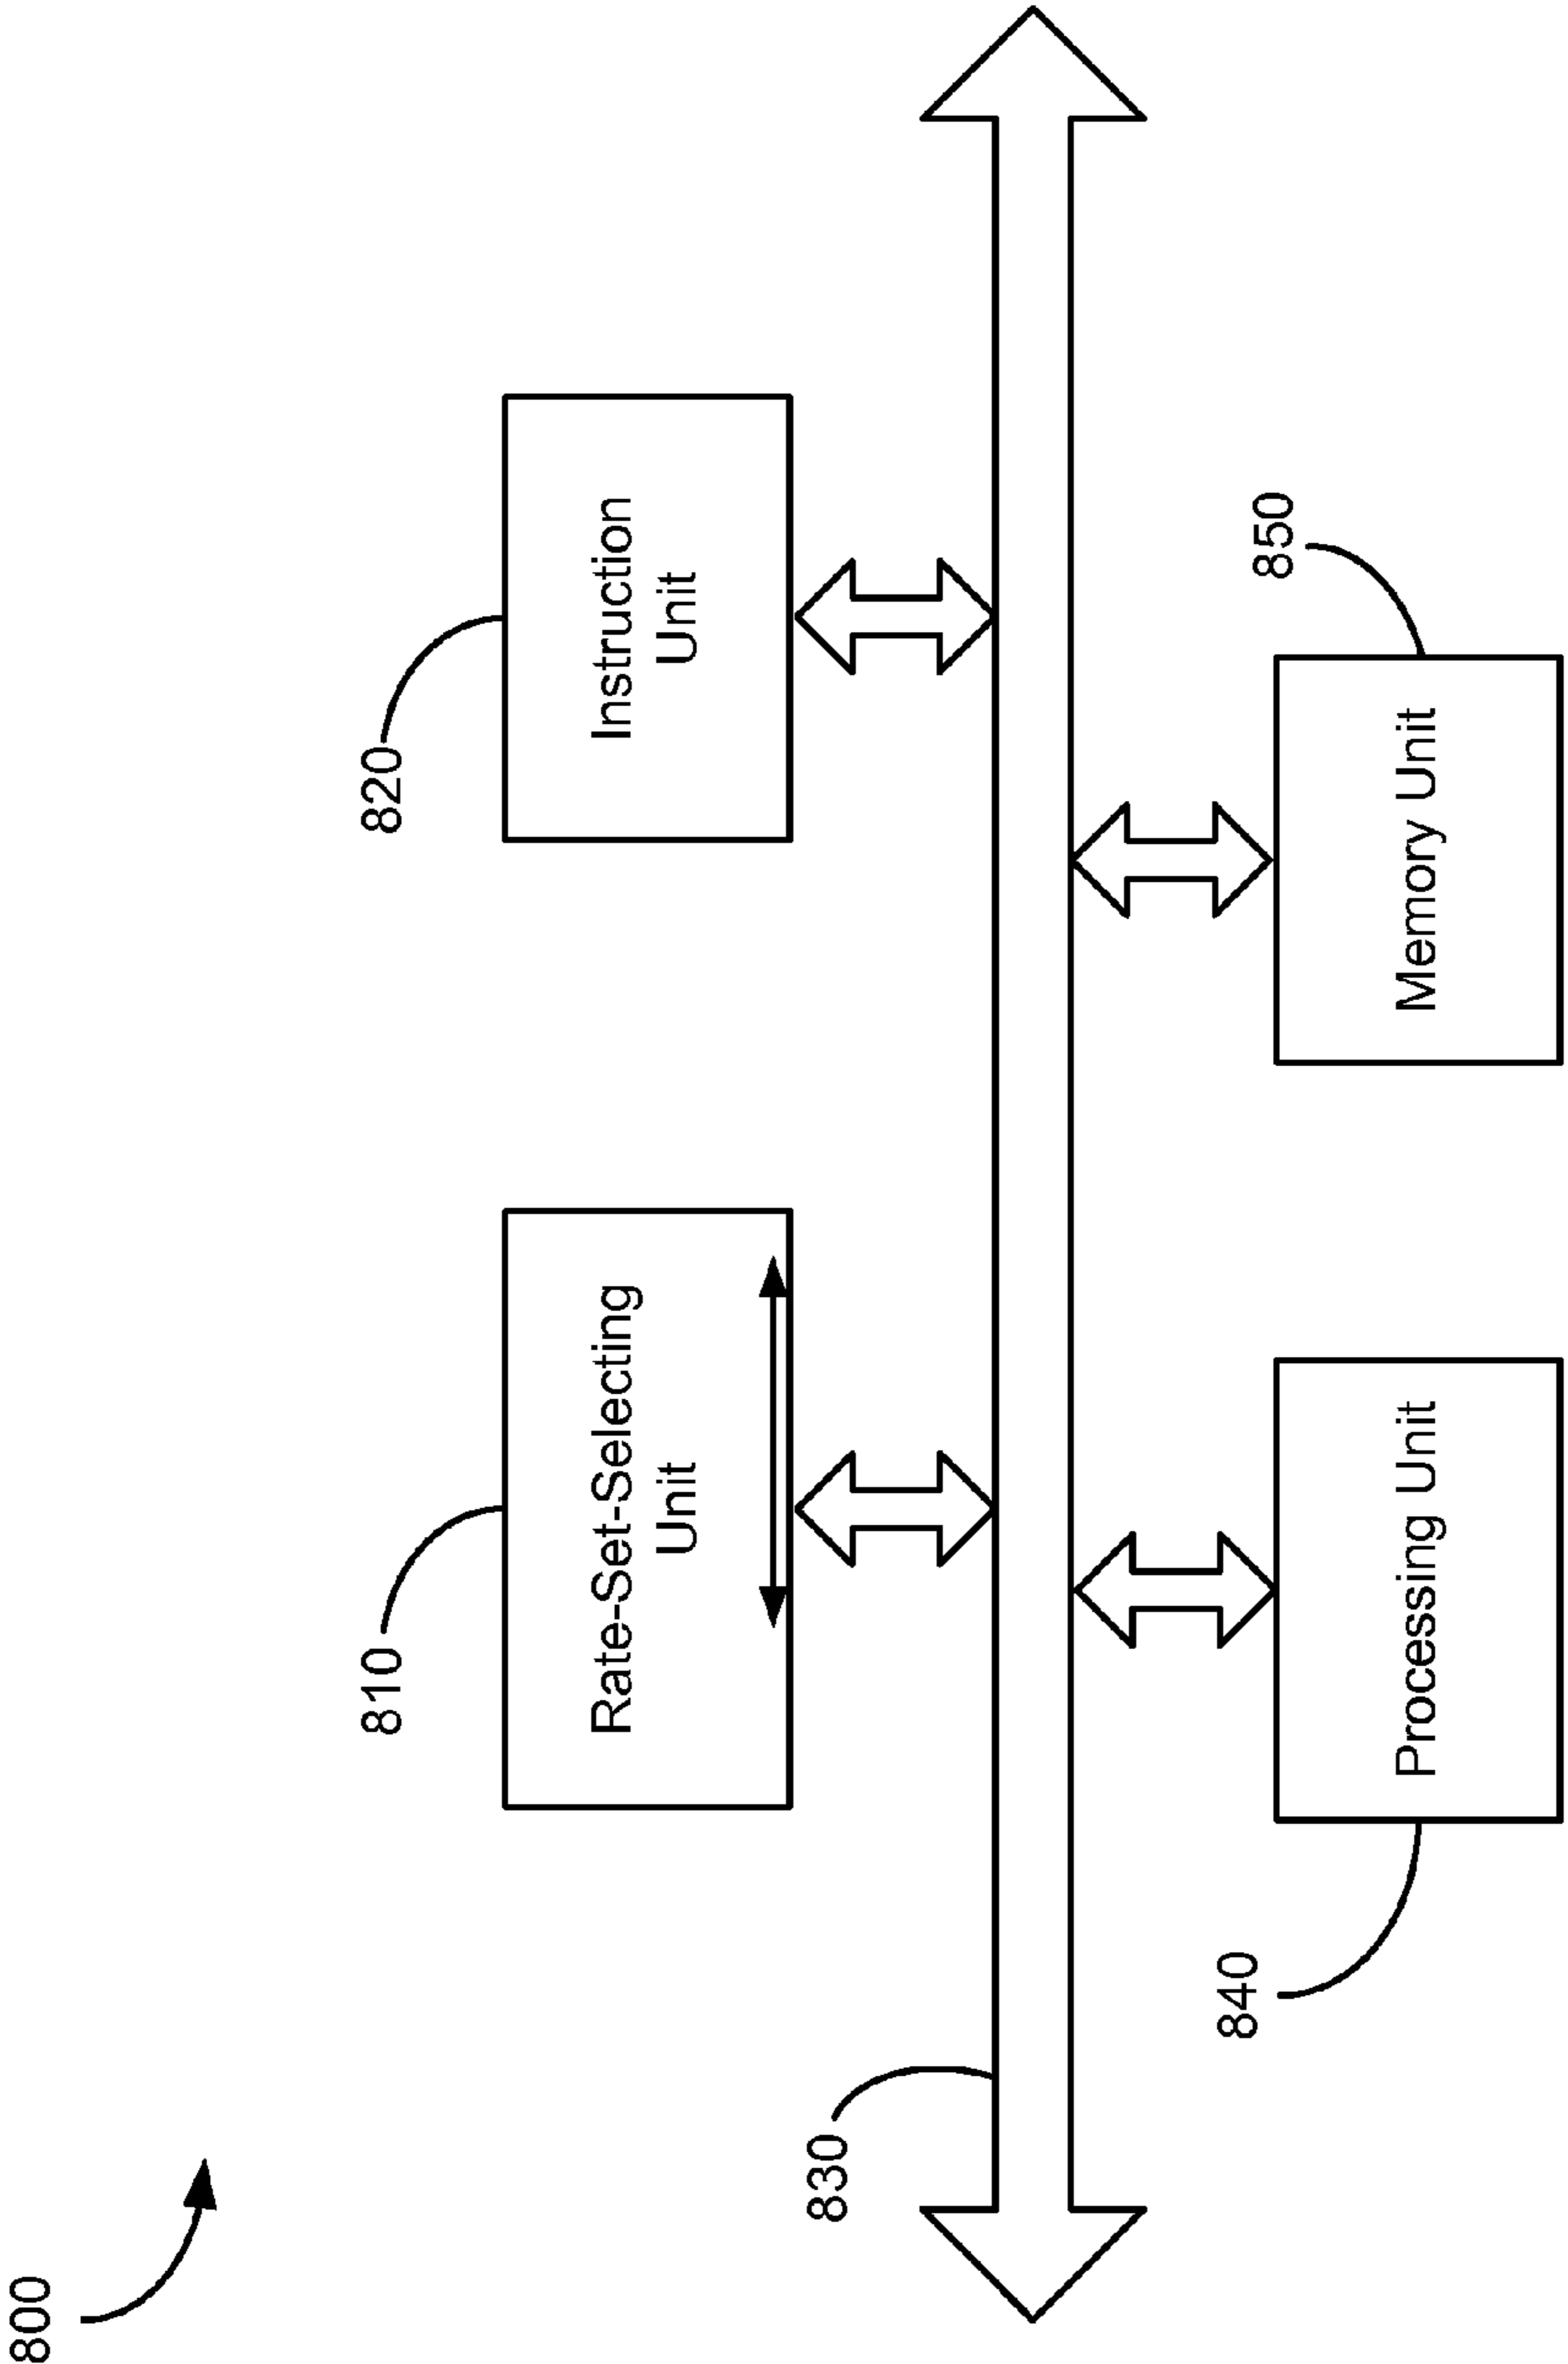 800
810
Rate-Set-Selecting
Unit
820
Instruction
Unit
830
840
Processing Unit
850
Memory Unit